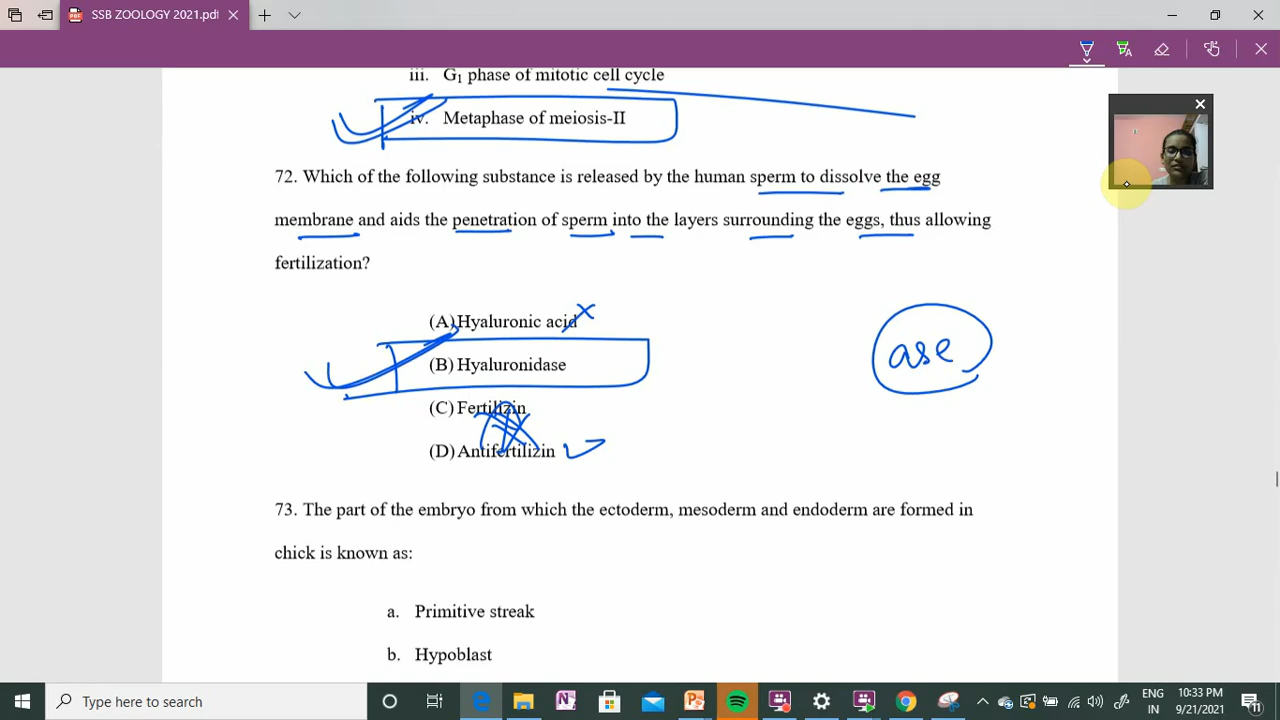 SSB ZOOLOGY 2021.pdf
iii. G₁ phase of mitotic cell cycle
iv. Metaphase of meiosis-II
72. Which of the following substance is released by the human sperm to dissolve the egg
membrane and aids the penetration of sperm into the layers surrounding the eggs, thus allowing
fertilization?
(A) Hyaluronic acid
ase
(B) Hyaluronidase
(C) Fertilizin
(D) Antifertilizin
73. The part of the embryo from which the ectoderm, mesoderm and endoderm are formed in
chick is known as:
a. Primitive streak
b. Hypoblast
Type here to search
ENG
IN
10:33 PM
9/21/2021
11